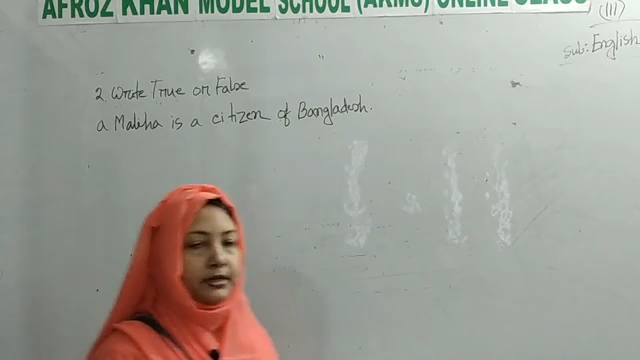 AFROZ KHAN MODEL SCHOOL (AKMS) ONLINE CLASS
(III)
Sub: English
2. Write True or False
a Maliha is a citizen of Bangladesh.